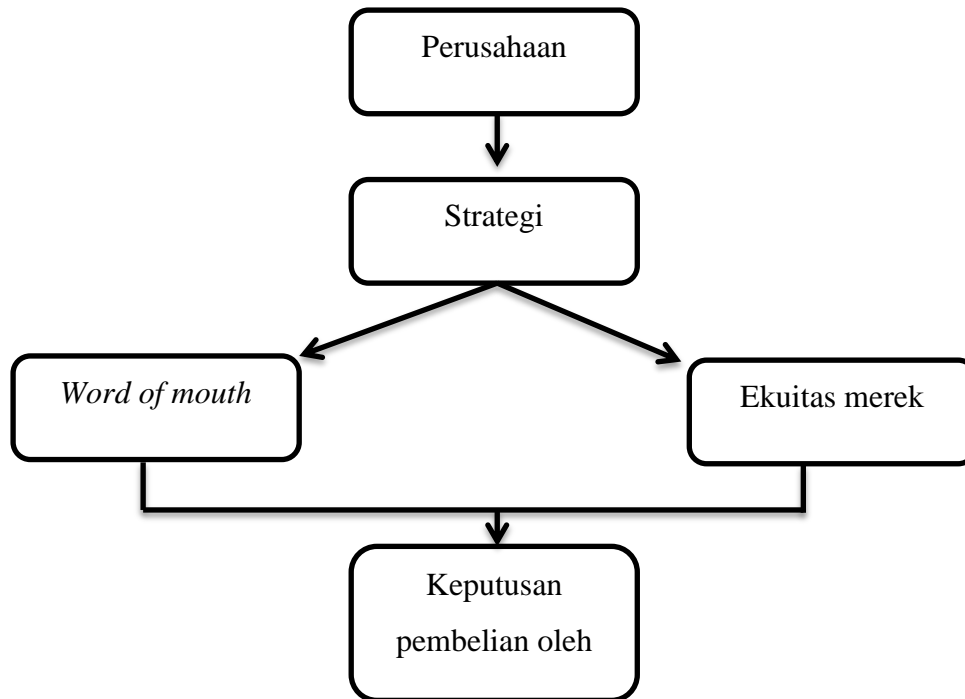 Perusahaan
Strategi
Word of mouth
Ekuitas merek
Keputusan
pembelian oleh